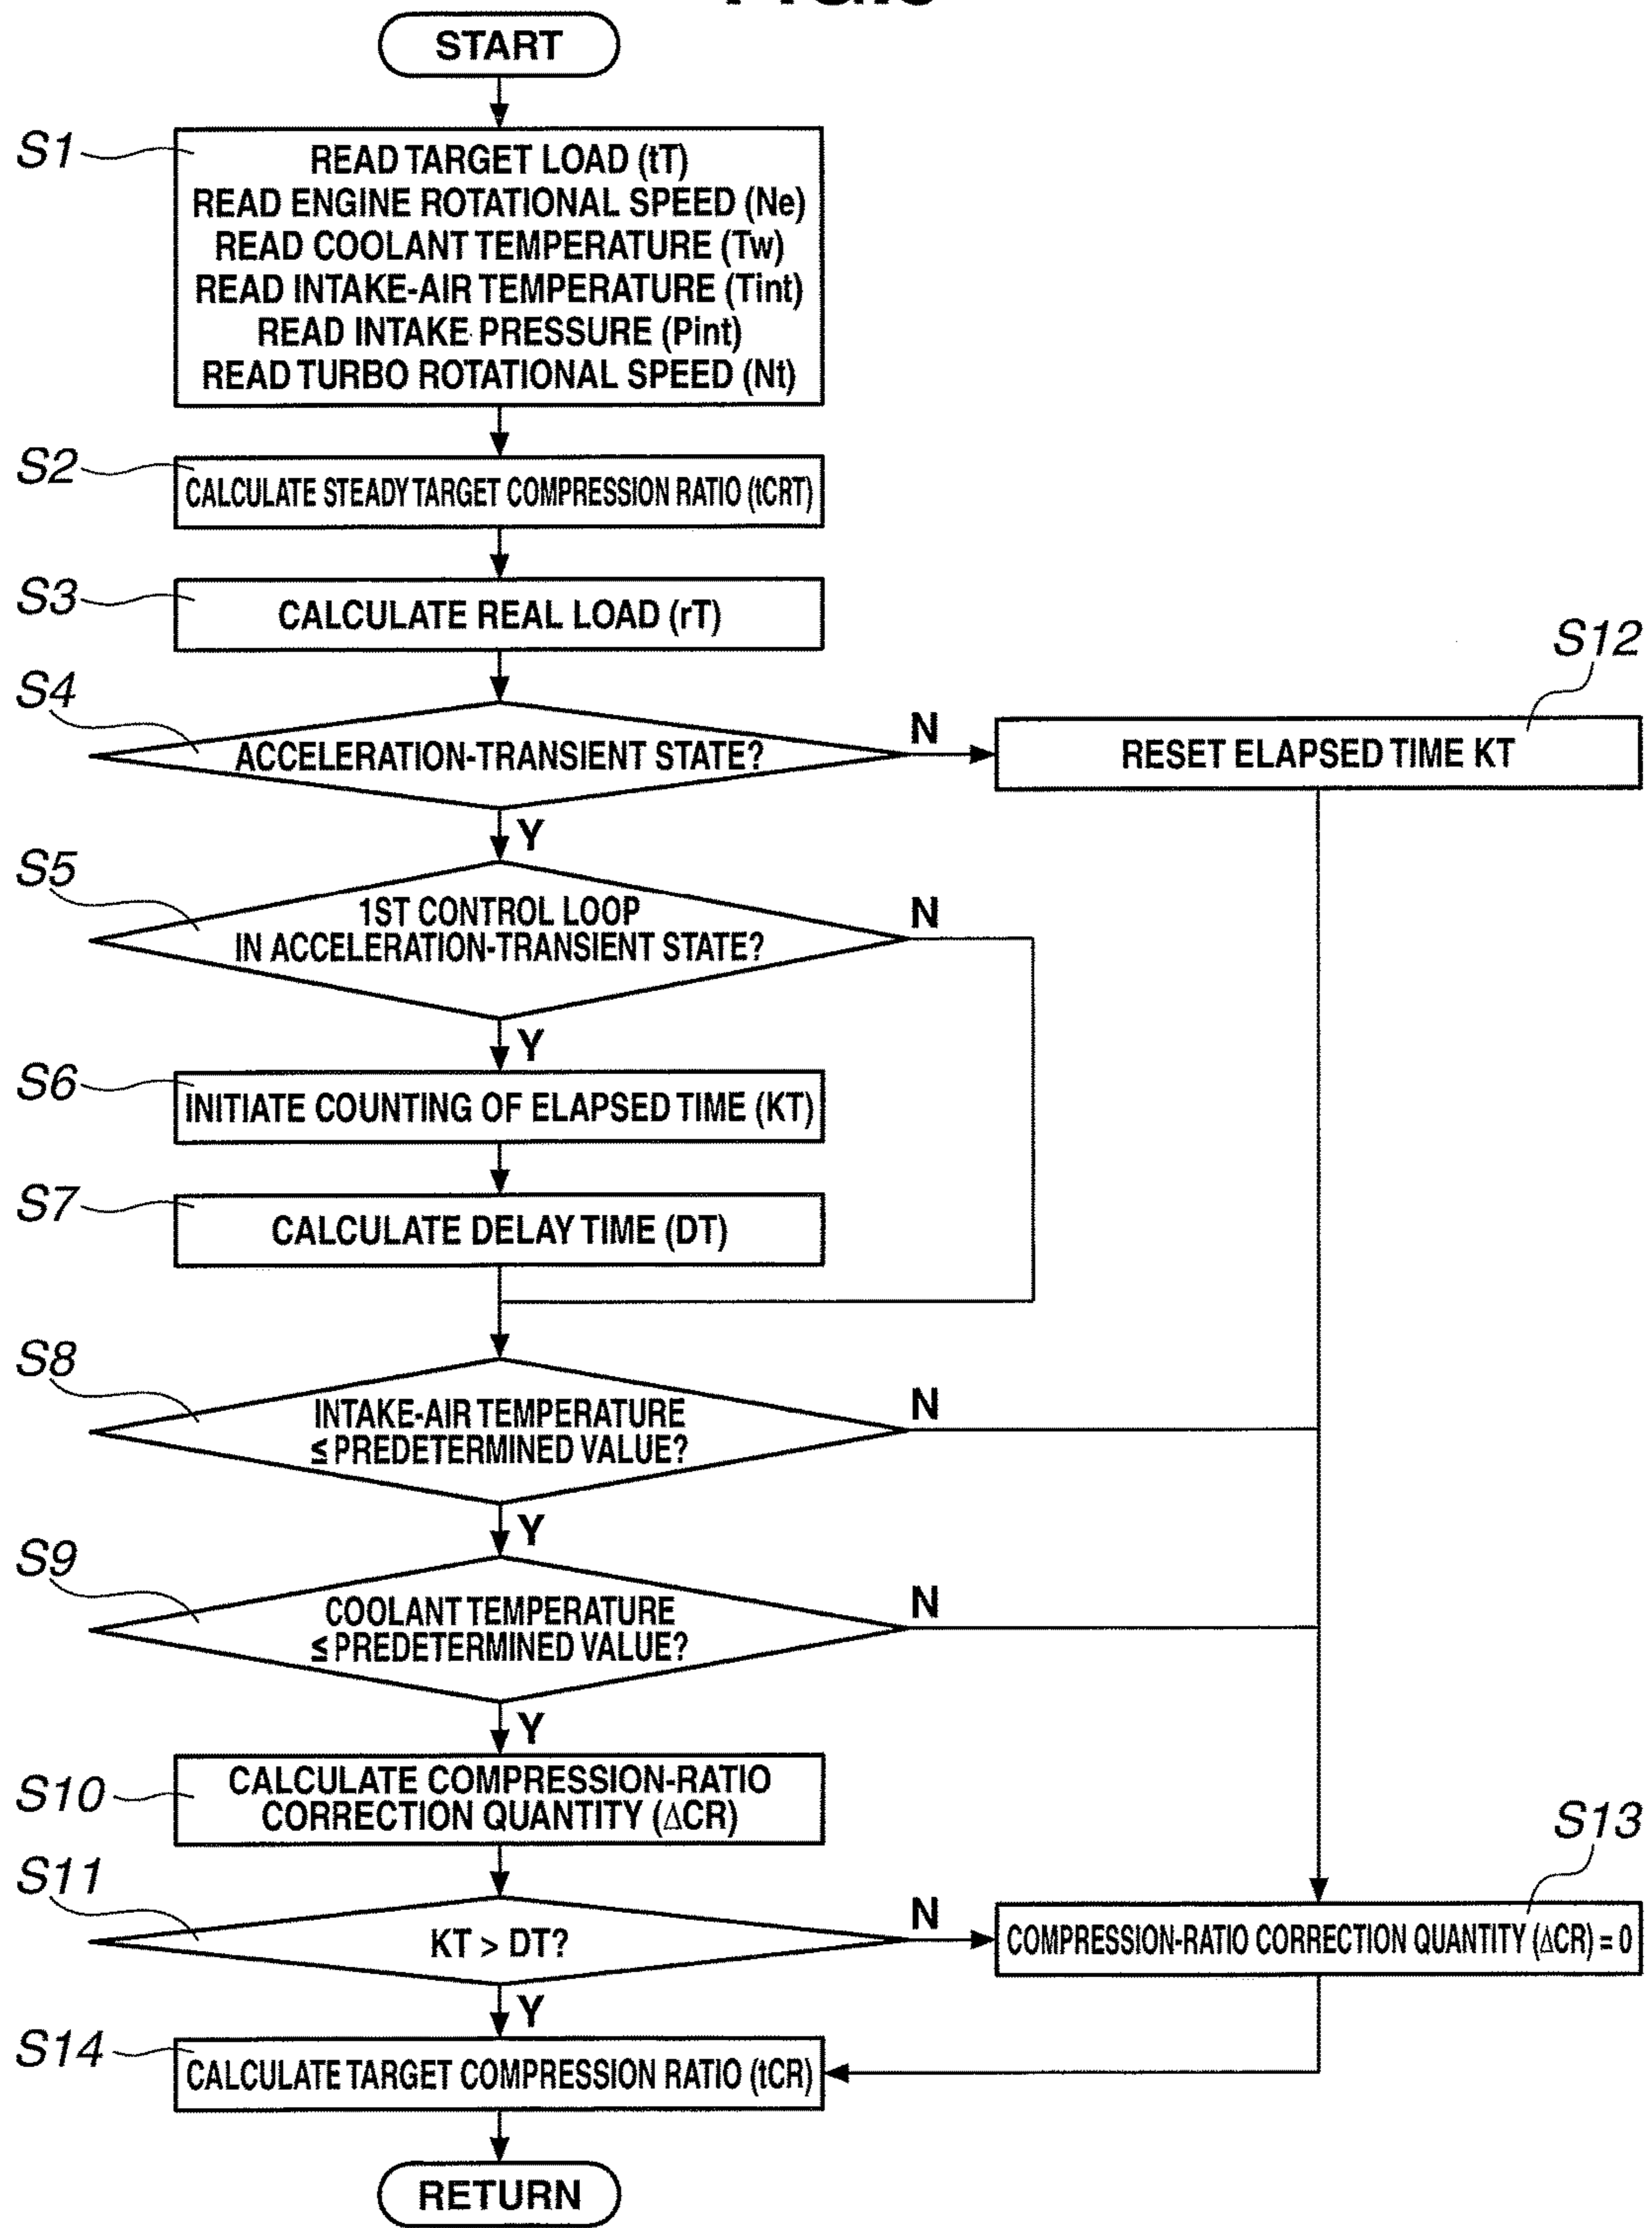 START
S1
READ TARGET LOAD (tT)
READ ENGINE ROTATIONAL SPEED (Ne)
READ COOLANT TEMPERATURE (Tw)
READ INTAKE-AIR TEMPERATURE (Tint)
READ INTAKE PRESSURE (Pint)
READ TURBO ROTATIONAL SPEED (Nt)
S2
CALCULATE STEADY TARGET COMPRESSION RATIO (tCRT)
S3
CALCULATE REAL LOAD (rT)
S4
ACCELERATION-TRANSIENT STATE?
N
S12
RESET ELAPSED TIME KT
Y
S5
1ST CONTROL LOOP
IN ACCELERATION-TRANSIENT STATE?
N
Y
S6
INITIATE COUNTING OF ELAPSED TIME (KT)
S7
CALCULATE DELAY TIME (DT)
S8
INTAKE-AIR TEMPERATURE
≤ PREDETERMINED VALUE?
N
Y
S9
COOLANT TEMPERATURE
≤ PREDETERMINED VALUE?
N
Y
S10
CALCULATE COMPRESSION-RATIO
CORRECTION QUANTITY (ΔCR)
S11
KT > DT?
N
S13
COMPRESSION-RATIO CORRECTION QUANTITY (ΔCR) = 0
Y
S14
CALCULATE TARGET COMPRESSION RATIO (tCR)
RETURN